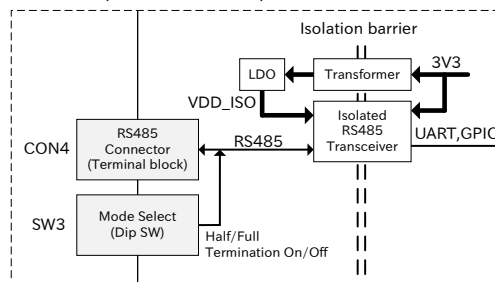 Isolation barrier
LDO
Transformer
3V3
VDD_ISO
CON4
RS485
Connector
(Terminal block)
RS485
Isolated
RS485
Transceiver
UART,GPIO
SW3
Mode Select
(Dip SW)
Half/Full
Termination On/Off